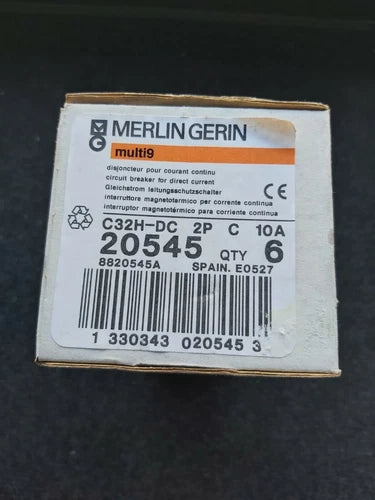 MG MERLIN GERIN
multi9
disjoncteur pour courant continu
circuit breaker for direct current
Gleichstrom leitungsschutzschalter
interruttore magnetotermico per corrente continua
interruptor magnetotérmico para corriente continua
CE
C32H-DC 2P C 10A
20545 QTY 6
8820545A SPAIN. E0527
1 330343 020545 3